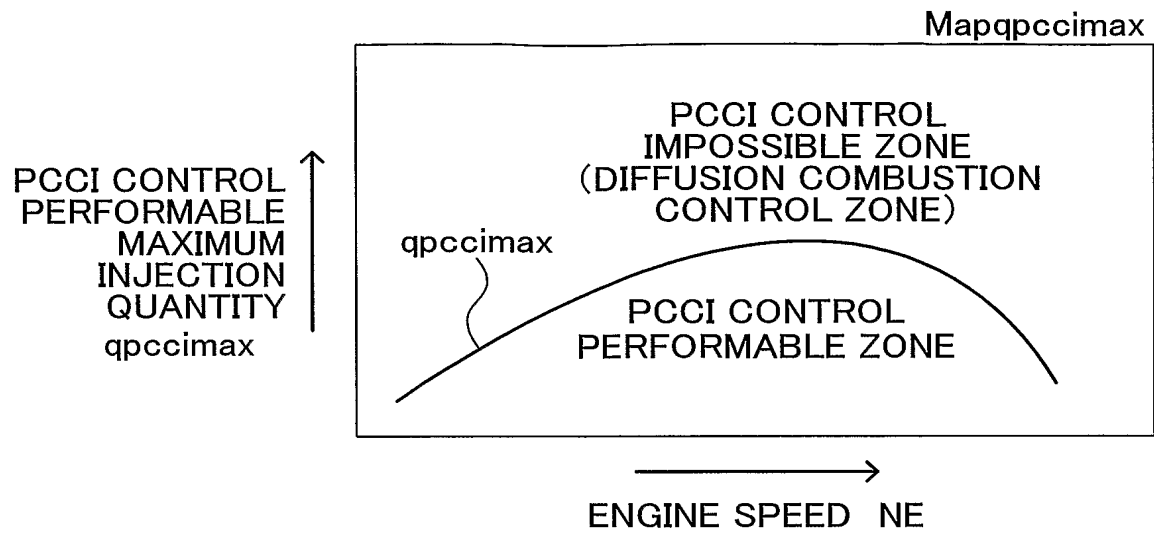 Mapqpccimax
PCCI CONTROL
IMPOSSIBLE ZONE
(DIFFUSION COMBUSTION
CONTROL ZONE)
PCCI CONTROL
PERFORMABLE
MAXIMUM
INJECTION
QUANTITY
qpccimax
qpccimax
PCCI CONTROL
PERFORMABLE ZONE
ENGINE SPEED NE